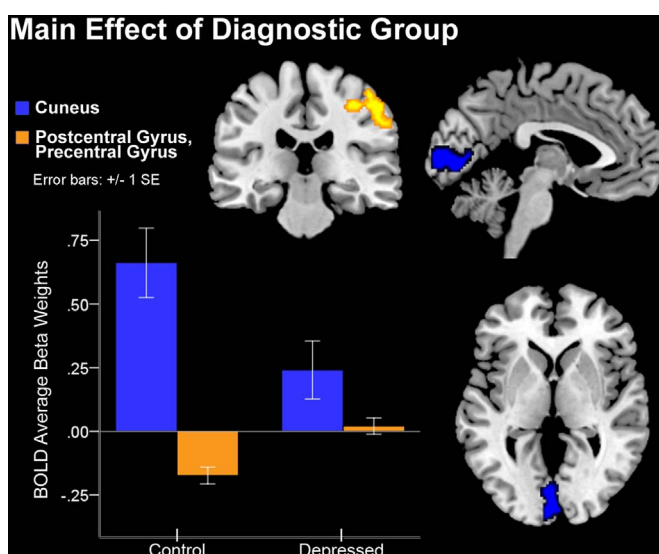 Main Effect of Diagnostic Group
Cuneus
Postcentral Gyrus,
Precentral Gyrus
Error bars: +/- 1 SE
BOLD Average Beta Weights
.75
.50
.25
.00
-.25
Control
Depressed